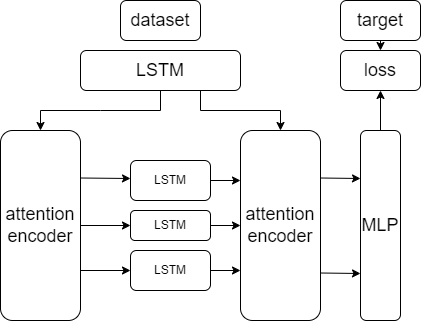 dataset
target
LSTM
loss
attention
encoder
LSTM
LSTM
LSTM
attention
encoder
MLP